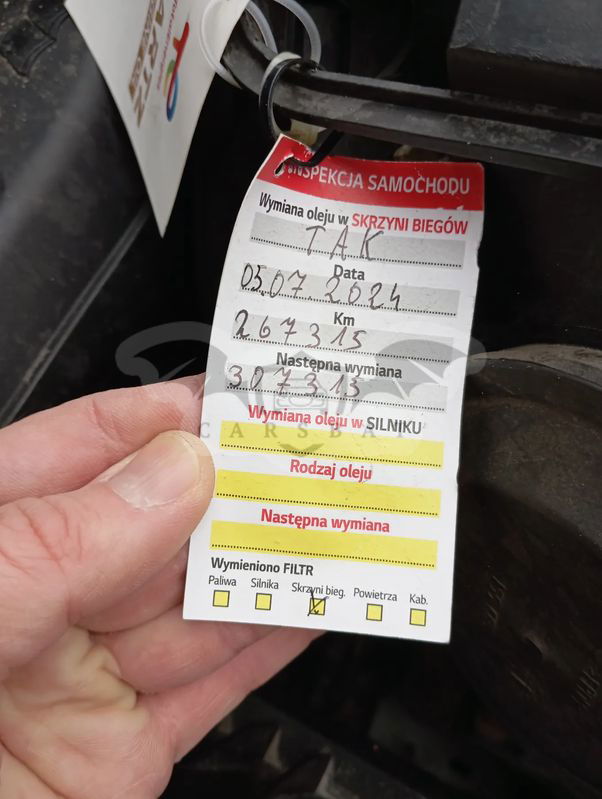 INSPEKCJA SAMOCHODU
Wymiana oleju w SKRZYNI BIEGÓW
TAK
Data
05.07.2024
Km
267315
Następna wymiana
307315
Wymiana oleju w SILNIKU
CARSBAT
Rodzaj oleju
Następna wymiana
Wymieniono FILTR
Paliwa Silnika Skrzyni bieg. Powietrza Kab.